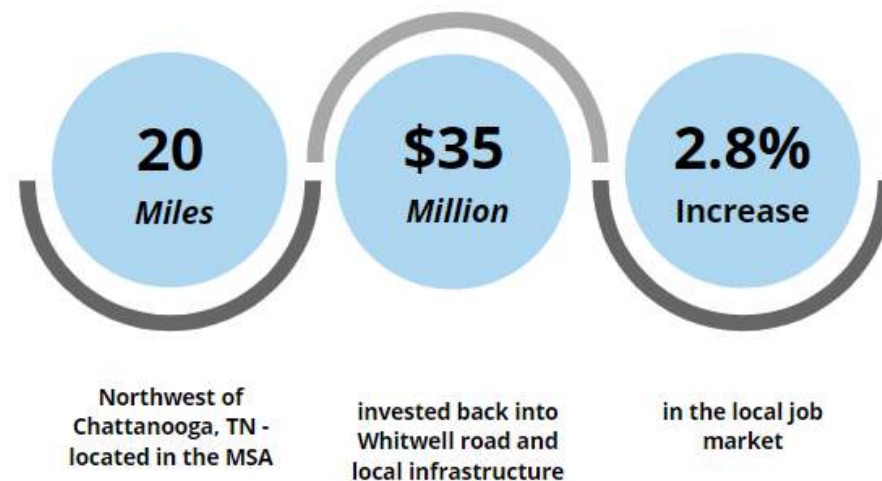 20
Miles
Northwest of
Chattanooga, TN -
located in the MSA
$35
Million
invested back into
Whitwell road and
local infrastructure
2.8%
Increase
in the local job
market